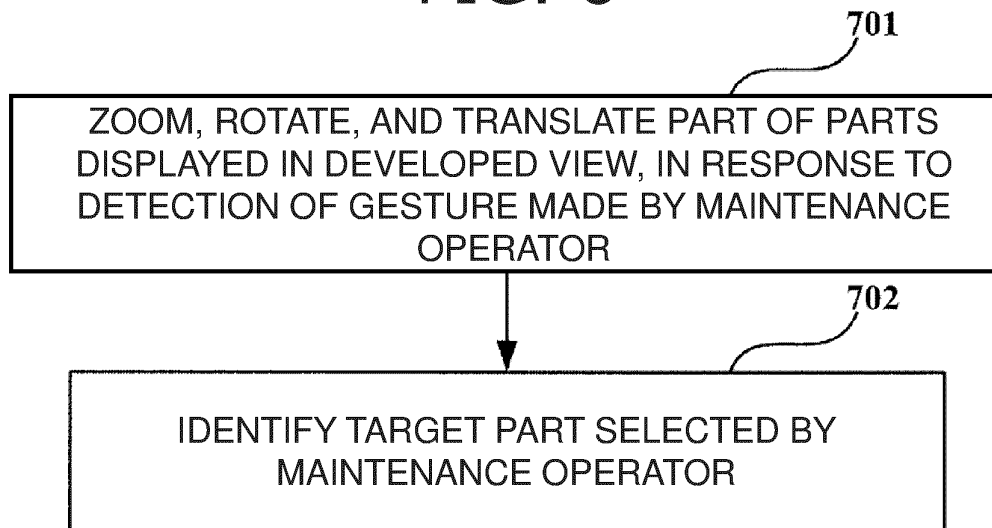 701
ZOOM, ROTATE, AND TRANSLATE PART OF PARTS
DISPLAYED IN DEVELOPED VIEW, IN RESPONSE TO
DETECTION OF GESTURE MADE BY MAINTENANCE
OPERATOR
702
IDENTIFY TARGET PART SELECTED BY
MAINTENANCE OPERATOR